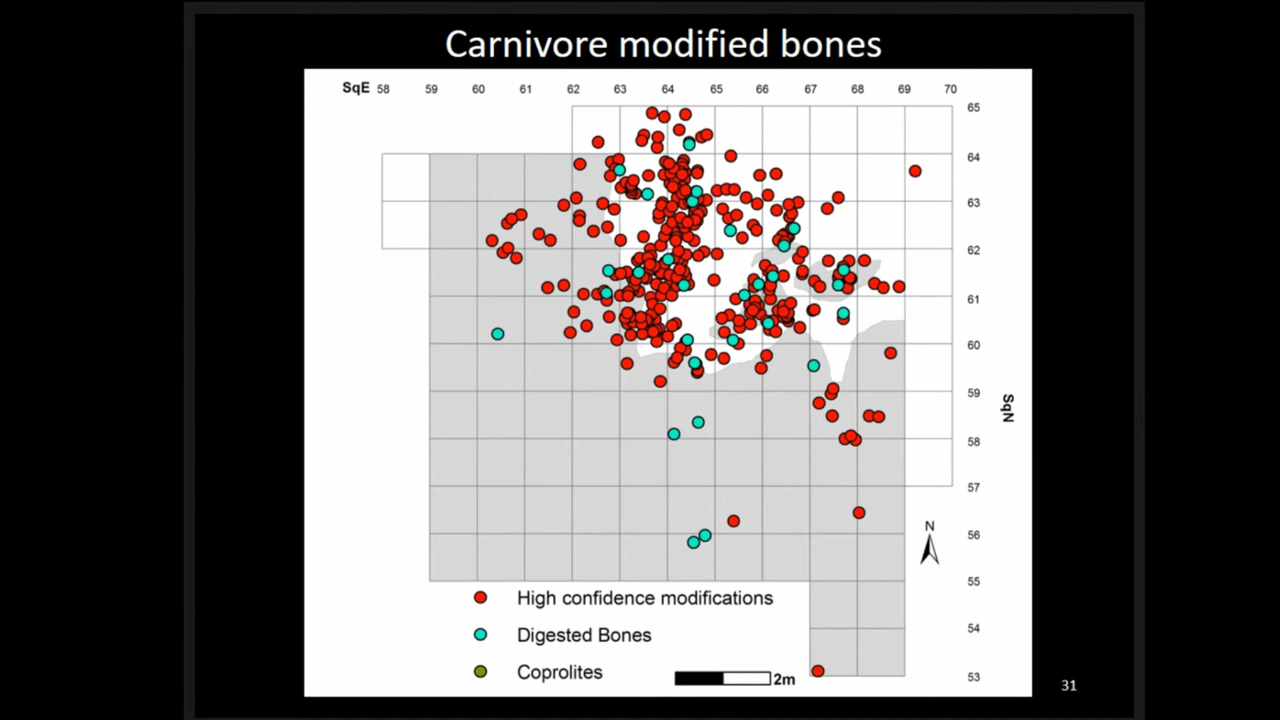 Carnivore modified bones
SqE 58 59 60 61 62 63 64 65 66 67 68 69 70
65
64
63
62
61
60
59
SqN
58
57
N
56
55
High confidence modifications
54
Digested Bones
Coprolites
2m
53
31